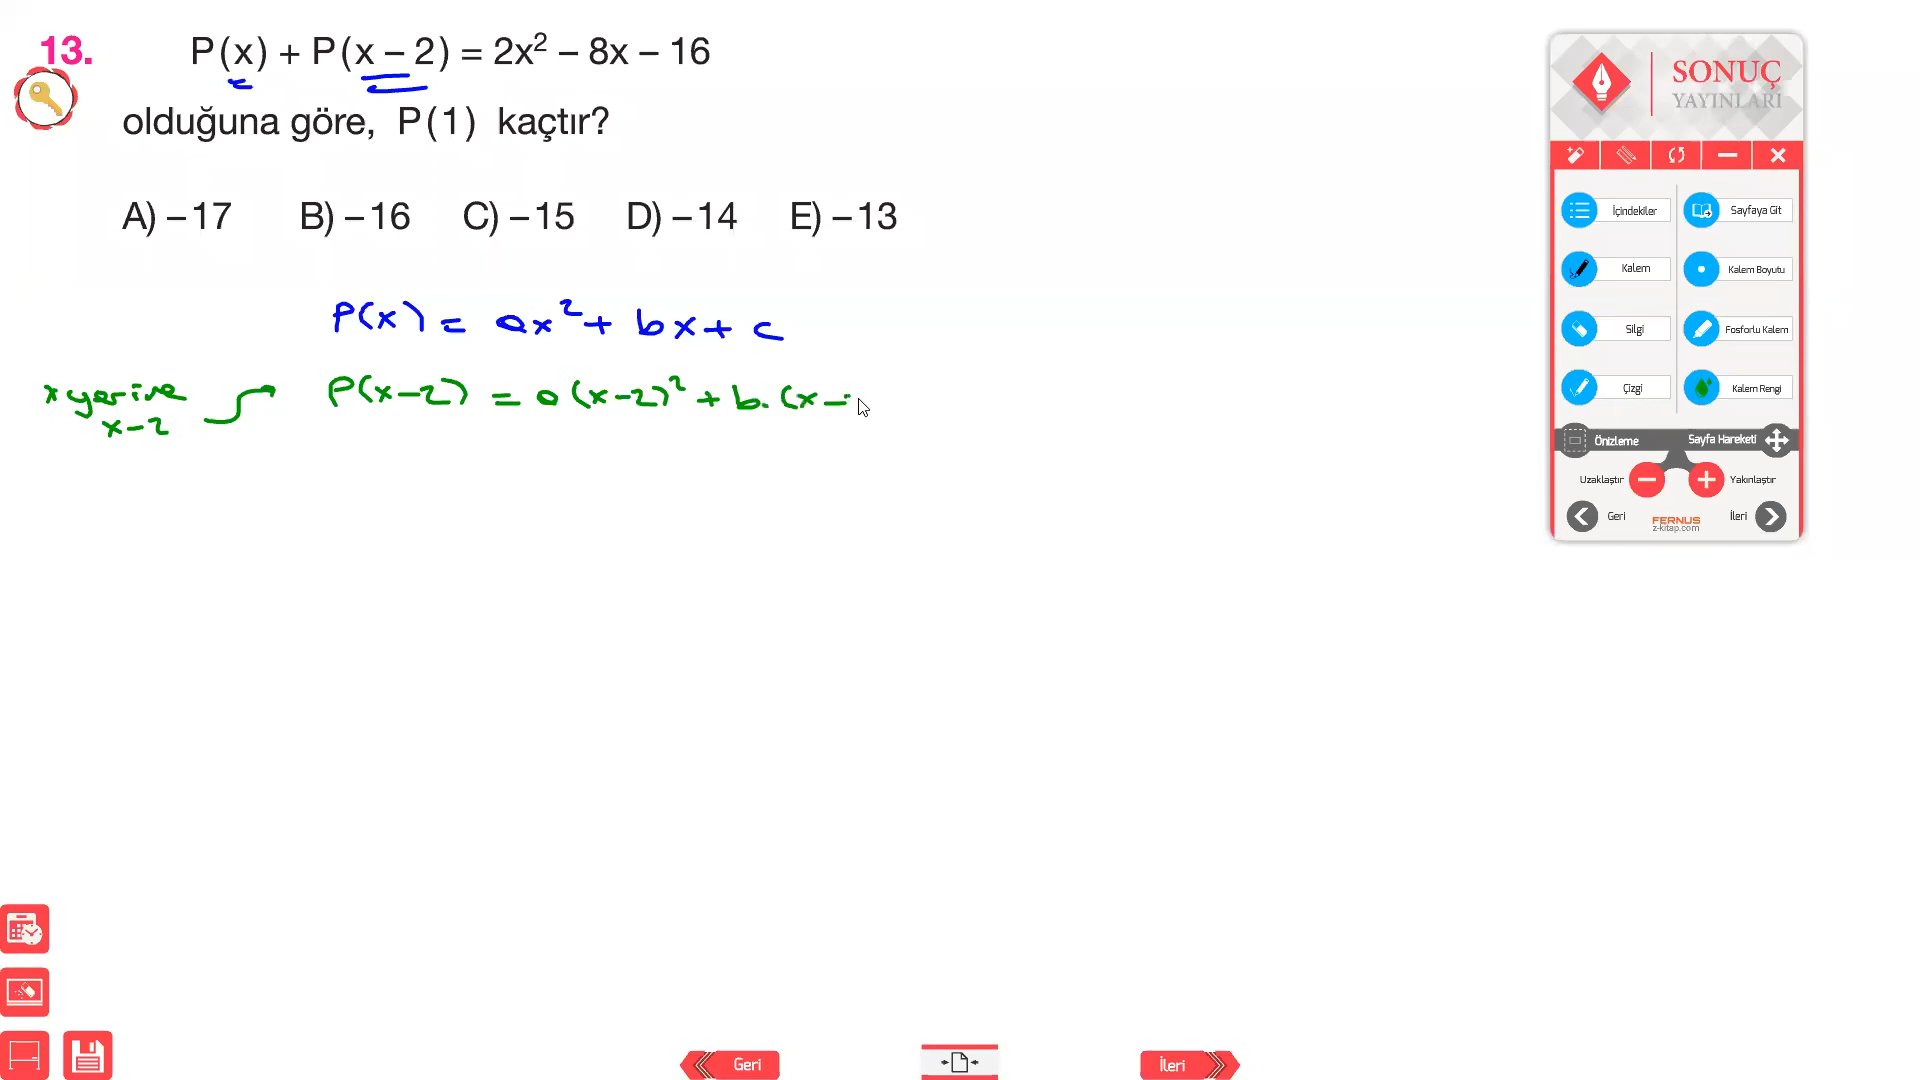 13. P(x) + P(x – 2) = 2x² – 8x – 16
olduğuna göre, P(1) kaçtır?
A) –17 B) –16 C) –15 D) –14 E) –13
P(x) = ax² + bx + c
x yerine x-2
P(x-2) = a(x-2)² + b.(x-
SONUÇ
YAYINLARI
İçindekiler Sayfaya Git
Kalem Kalem Boyutu
Silgi Fosforlu Kalem
Çizgi Kalem Rengi
Önizleme Sayfa Hareketi
Uzaklaştır Yakınlaştır
Geri FERNUS İleri
z-kitap.com
Geri İleri